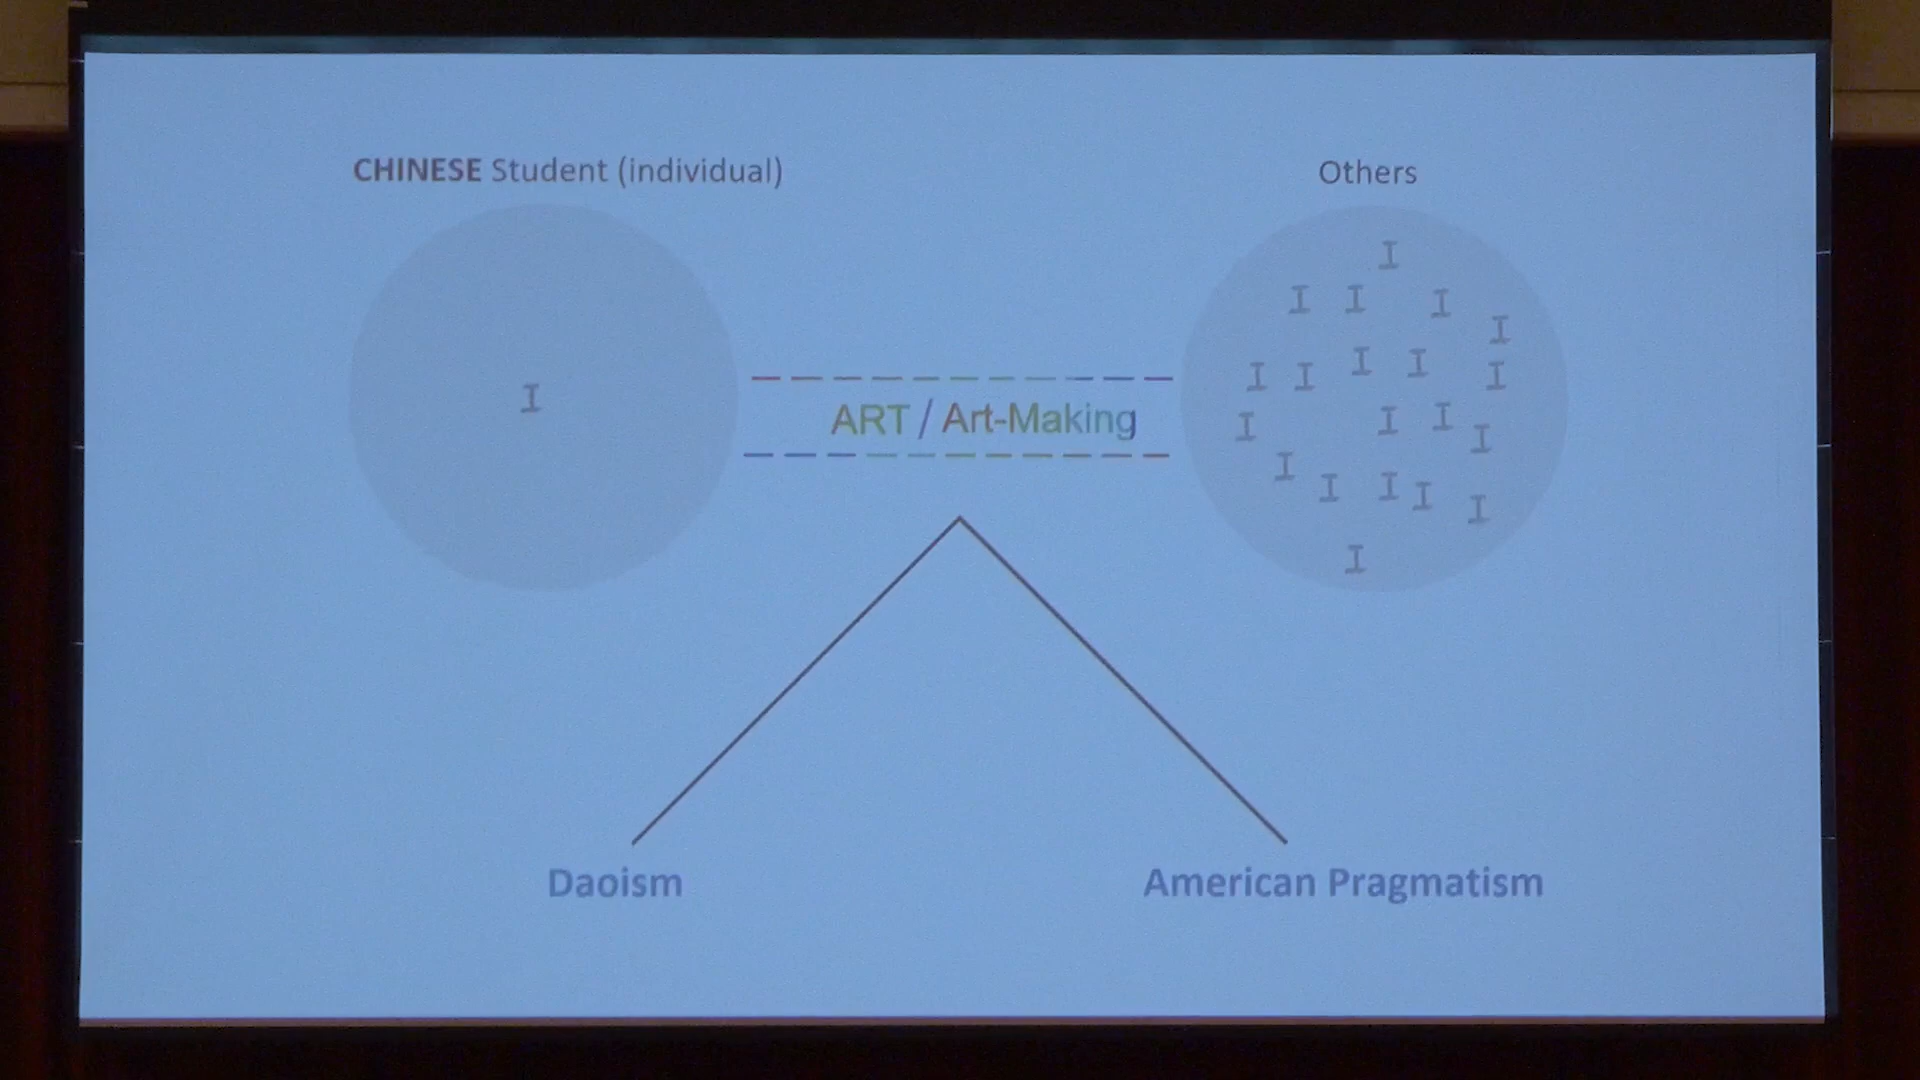 CHINESE Student (individual)
Others
I
I
I I I
I
I I I I
I
I
I I I
I
I
I I I
I
I
ART / Art-Making
Daoism
American Pragmatism